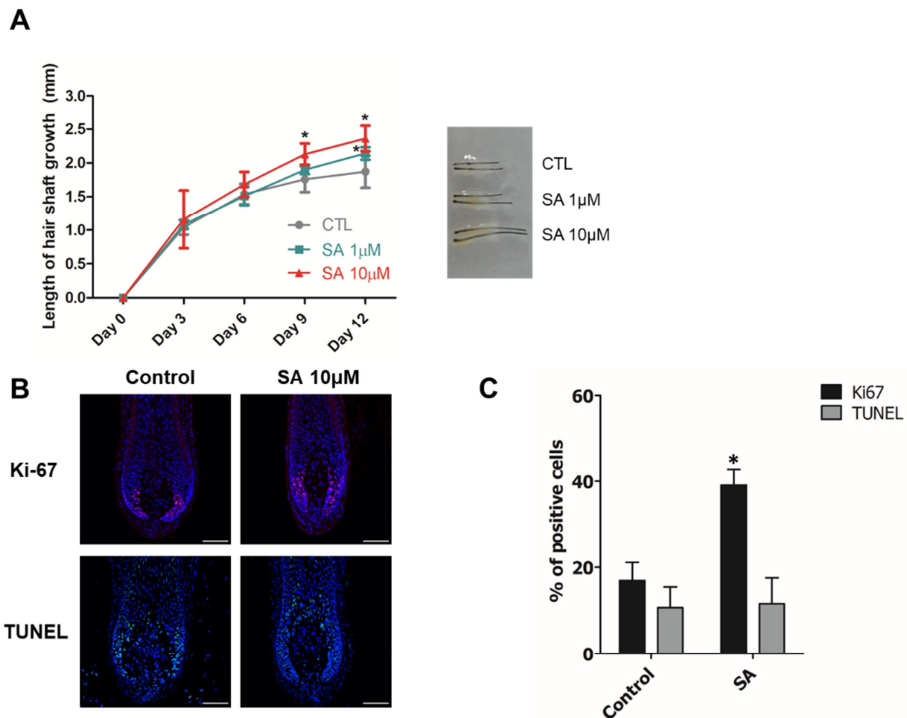 A
Length of hair shaft growth (mm)
3.0
2.5
2.0
1.5
1.0
0.5
0.0
*
*
*
CTL
SA 1μM
SA 10μM
Day 0
Day 3
Day 6
Day 9
Day 12
CTL
SA 1μM
SA 10μM
B
Control
SA 10μM
Ki-67
TUNEL
C
% of positive cells
60
40
20
0
*
Ki67
TUNEL
Control
SA